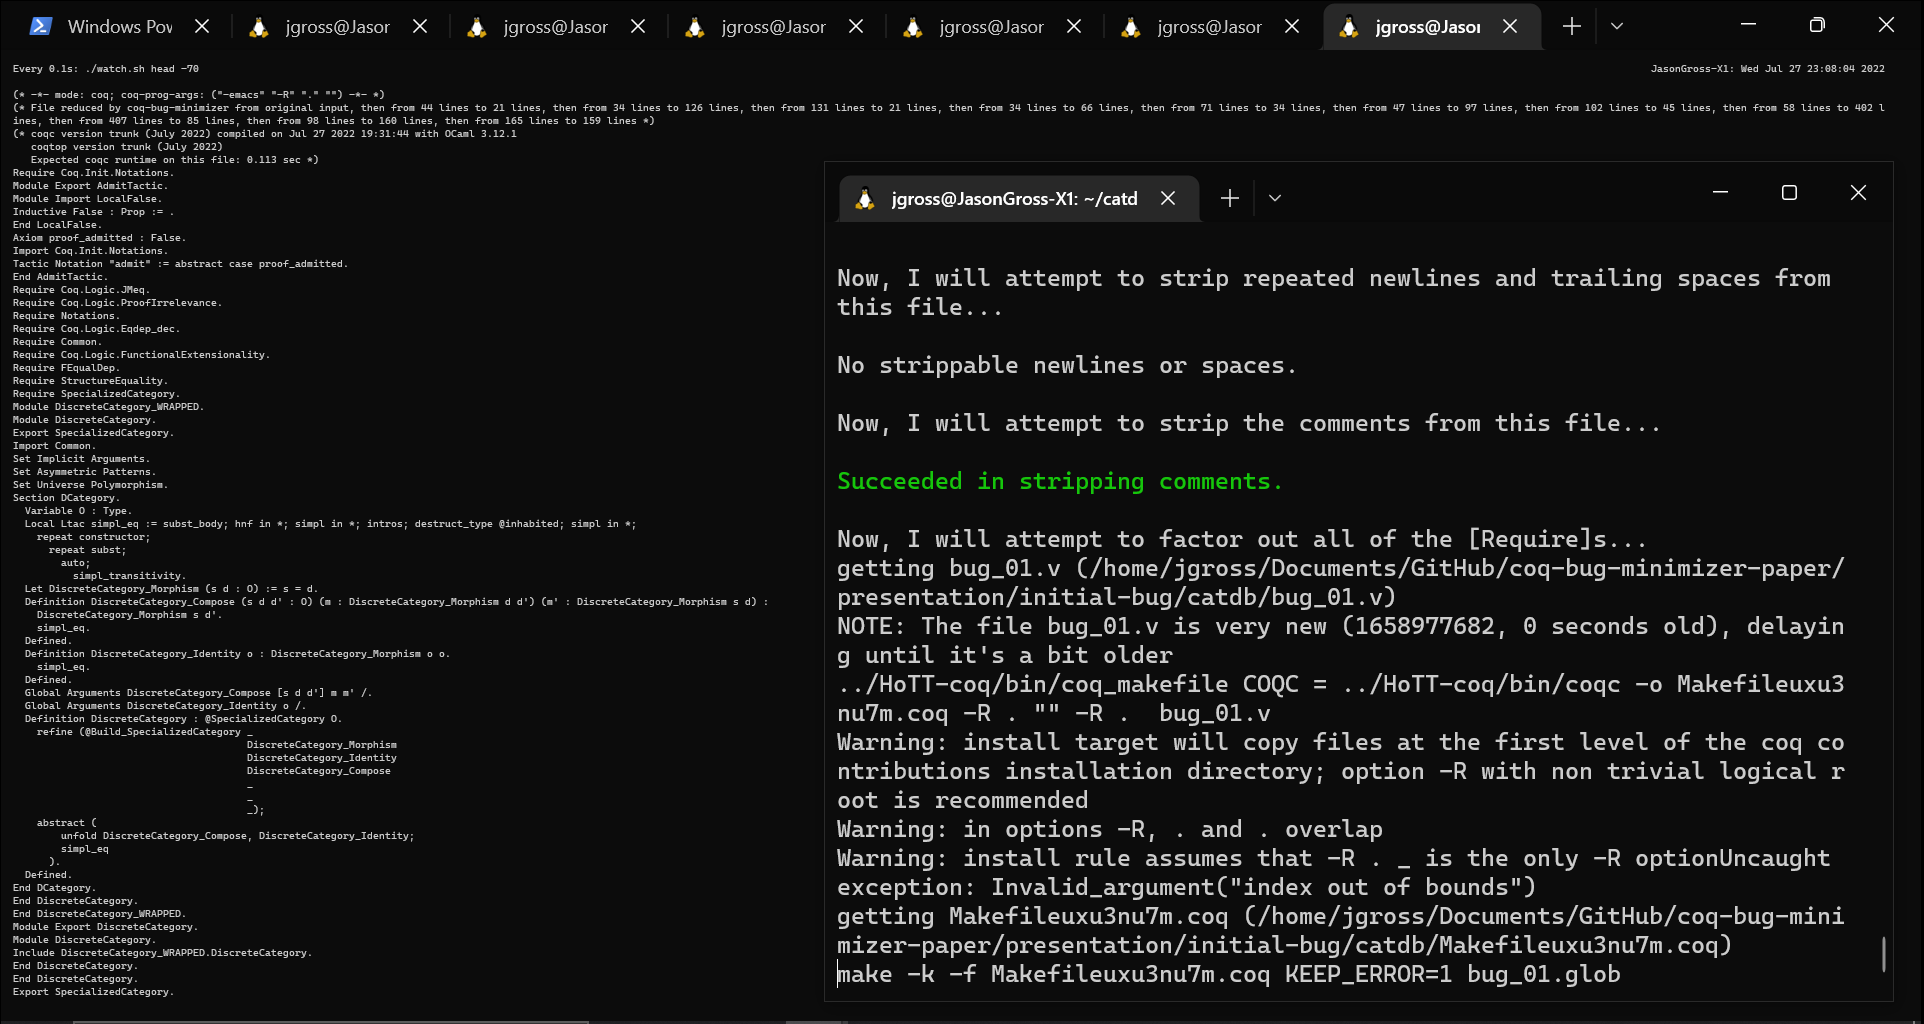 Windows Pov
jgross@Jasor
jgross@Jasor
jgross@Jasor
jgross@Jasor
jgross@Jasor
jgross@Jasor
Every 0.1s: ./watch.sh head -70
JasonGross-X1: Wed Jul 27 23:08:04 2022
(* -*- mode: coq; coq-prog-args: ("-emacs" "-R" "." "") -*- *)
(* File reduced by coq-bug-minimizer from original input, then from 44 lines to 21 lines, then from 34 lines to 126 lines, then from 131 lines to 21 lines, then from 34 lines to 66 lines, then from 71 lines to 34 lines, then from 47 lines to 97 lines, then from 102 lines to 45 lines, then from 58 lines to 402 l
ines, then from 407 lines to 85 lines, then from 98 lines to 160 lines, then from 165 lines to 159 lines *)
(* coqc version trunk (July 2022) compiled on Jul 27 2022 19:31:44 with OCaml 3.12.1
coqtop version trunk (July 2022)
Expected coqc runtime on this file: 0.113 sec *)
Require Coq.Init.Notations.
Module Export AdmitTactic.
Module Import LocalFalse.
Inductive False : Prop := .
End LocalFalse.
Axiom proof_admitted : False.
Import Coq.Init.Notations.
Tactic Notation "admit" := abstract case proof_admitted.
End AdmitTactic.
Require Coq.Logic.JMeq.
Require Coq.Logic.ProofIrrelevance.
Require Notations.
Require Coq.Logic.Eqdep_dec.
Require Common.
Require Coq.Logic.FunctionalExtensionality.
Require FEqualDep.
Require StructureEquality.
Require SpecializedCategory.
Module DiscreteCategory_WRAPPED.
Module DiscreteCategory.
Export SpecializedCategory.
Import Common.
Set Implicit Arguments.
Set Asymmetric Patterns.
Set Universe Polymorphism.
Section DCategory.
Variable O : Type.
Local Ltac simpl_eq := subst_body; hnf in *; simpl in *; intros; destruct_type @inhabited; simpl in *;
repeat constructor;
repeat subst;
auto;
simpl_transitivity.
Let DiscreteCategory_Morphism (s d : O) := s = d.
Definition DiscreteCategory_Compose (s d d' : O) (m : DiscreteCategory_Morphism d d') (m' : DiscreteCategory_Morphism s d) :
DiscreteCategory_Morphism s d'.
simpl_eq.
Defined.
Definition DiscreteCategory_Identity o : DiscreteCategory_Morphism o o.
simpl_eq.
Defined.
Global Arguments DiscreteCategory_Compose [s d d'] m m' /.
Global Arguments DiscreteCategory_Identity o /.
Definition DiscreteCategory : @SpecializedCategory O.
refine (@Build_SpecializedCategory _
DiscreteCategory_Morphism
DiscreteCategory_Identity
DiscreteCategory_Compose
_
_
_);
abstract (
unfold DiscreteCategory_Compose, DiscreteCategory_Identity;
simpl_eq
).
Defined.
End DCategory.
End DiscreteCategory.
End DiscreteCategory_WRAPPED.
Module Export DiscreteCategory.
Module DiscreteCategory.
Include DiscreteCategory_WRAPPED.DiscreteCategory.
End DiscreteCategory.
End DiscreteCategory.
Export SpecializedCategory.
jgross@JasonGross-X1: ~/catd
Now, I will attempt to strip repeated newlines and trailing spaces from
this file...
No strippable newlines or spaces.
Now, I will attempt to strip the comments from this file...
Succeeded in stripping comments.
Now, I will attempt to factor out all of the [Require]s...
getting bug_01.v (/home/jgross/Documents/GitHub/coq-bug-minimizer-paper/
presentation/initial-bug/catdb/bug_01.v)
NOTE: The file bug_01.v is very new (1658977682, 0 seconds old), delayin
g until it's a bit older
../HoTT-coq/bin/coq_makefile COQC = ../HoTT-coq/bin/coqc -o Makefileuxu3
nu7m.coq -R . "" -R .  bug_01.v
Warning: install target will copy files at the first level of the coq co
ntributions installation directory; option -R with non trivial logical r
oot is recommended
Warning: in options -R, . and . overlap
Warning: install rule assumes that -R . _ is the only -R optionUncaught
exception: Invalid_argument("index out of bounds")
getting Makefileuxu3nu7m.coq (/home/jgross/Documents/GitHub/coq-bug-mini
mizer-paper/presentation/initial-bug/catdb/Makefileuxu3nu7m.coq)
make -k -f Makefileuxu3nu7m.coq KEEP_ERROR=1 bug_01.glob